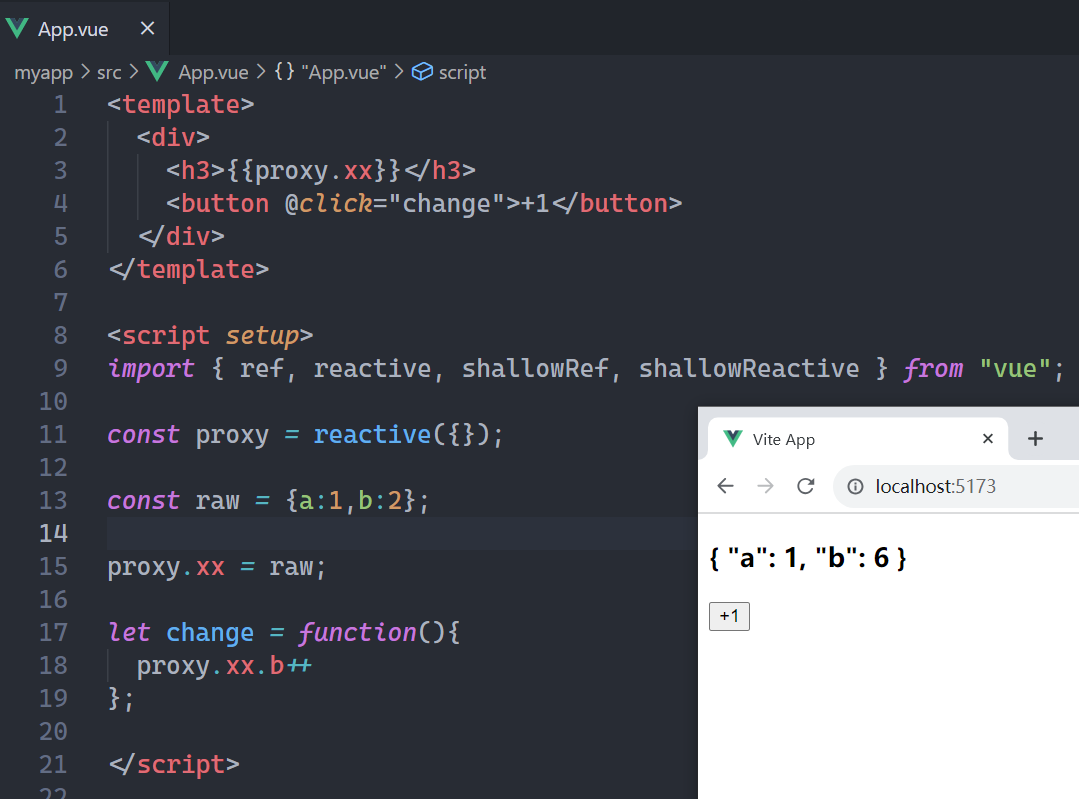 App.vue ×
myapp > src > App.vue > {} "App.vue" > script
1 <template>
2 <div>
3 <h3>{{proxy.xx}}</h3>
4 <button @click="change">+1</button>
5 </div>
6 </template>
7
8 <script setup>
9 import { ref, reactive, shallowRef, shallowReactive } from "vue";
10
11 const proxy = reactive({});
12
13 const raw = {a:1,b:2};
14
15 proxy.xx = raw;
16
17 let change = function(){
18 proxy.xx.b++
19 };
20
21 </script>
22
Vite App × +
localhost:5173
{ "a": 1, "b": 6 }
+1